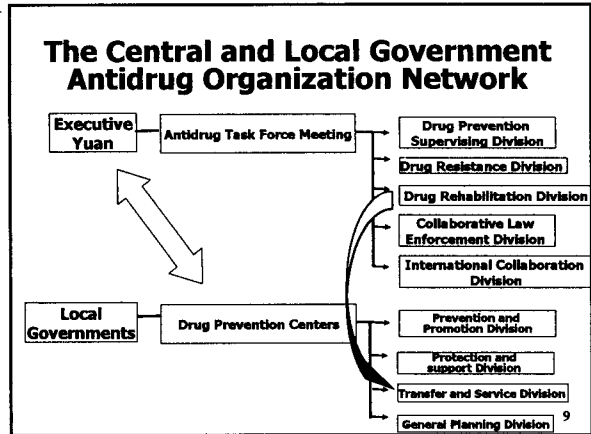 The Central and Local Government
Antidrug Organization Network
Executive
Yuan
Antidrug Task Force Meeting
Drug Prevention
Supervising Division
Drug Resistance Division
Drug Rehabilitation Division
Collaborative Law
Enforcement Division
International Collaboration
Division
Local
Governments
Drug Prevention Centers
Prevention and
Promotion Division
Protection and
support Division
Transfer and Service Division
General Planning Division
9